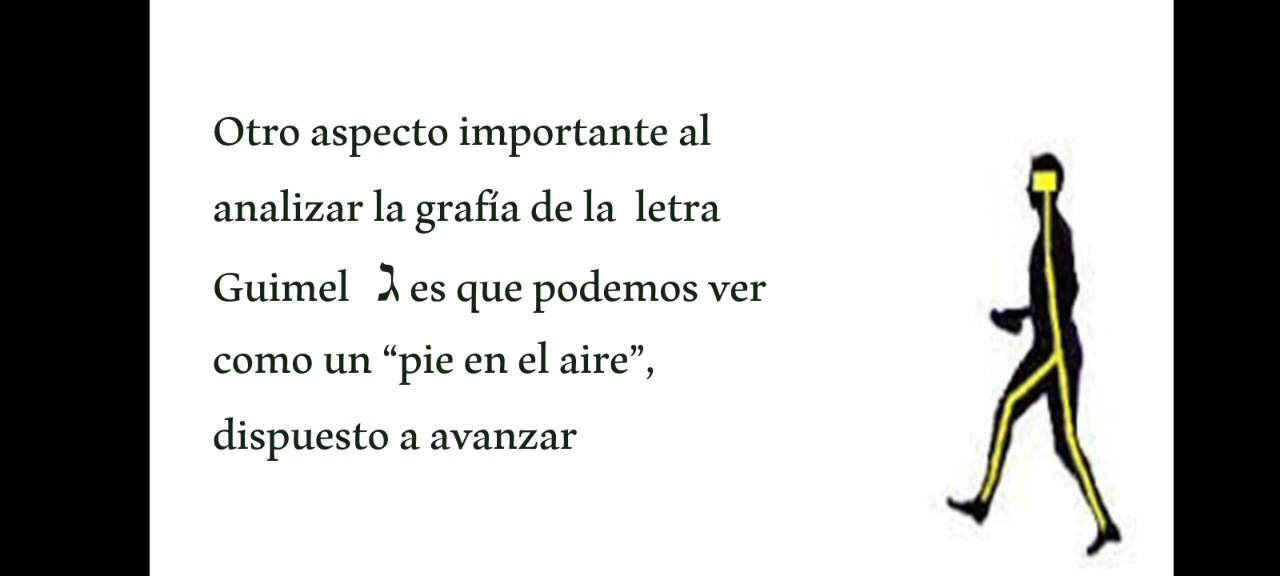 Otro aspecto importante al
analizar la grafía de la letra
Guimel ג es que podemos ver
como un “pie en el aire”,
dispuesto a avanzar